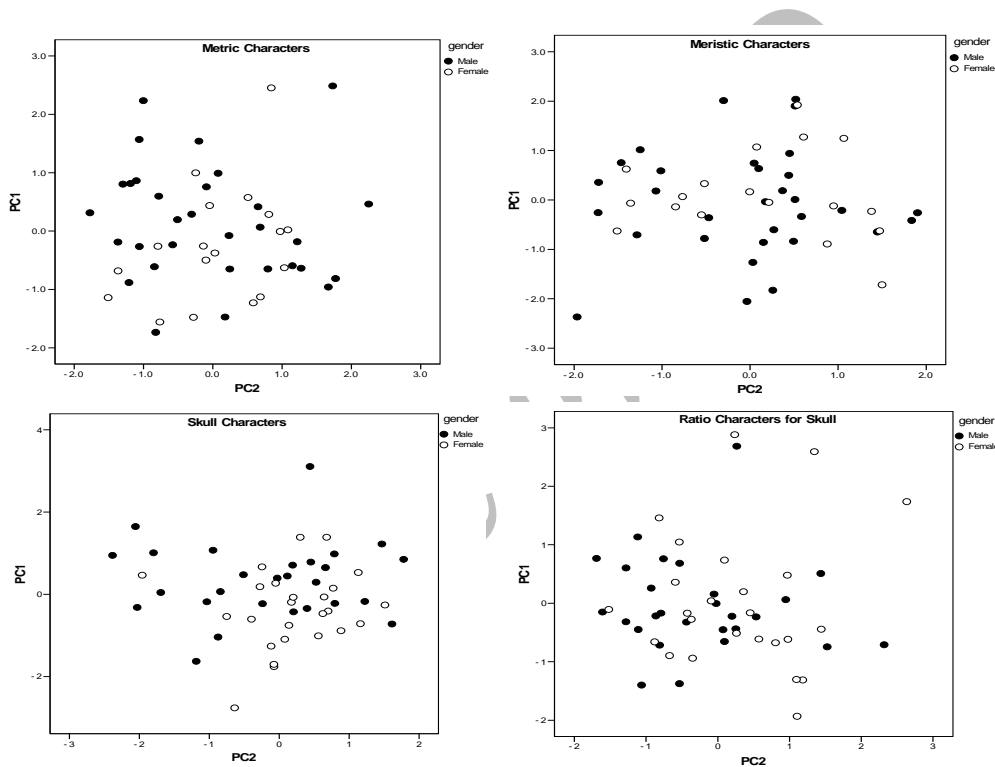 Metric Characters
gender
Male
Female
3.0
2.0
1.0
0.0
-1.0
-2.0
PC1
-2.0 -1.0 0.0 1.0 2.0 3.0
PC2
Meristic Characters
gender
Male
Female
3.0
2.0
1.0
0.0
-1.0
-2.0
-3.0
PC1
-2.0 -1.0 0.0 1.0 2.0
PC2
Skull Characters
gender
Male
Female
4
2
0
-2
PC1
-3 -2 -1 0 1 2
PC2
Ratio Characters for Skull
gender
Male
Female
3
2
1
0
-1
-2
PC1
-2 -1 0 1 2 3
PC2